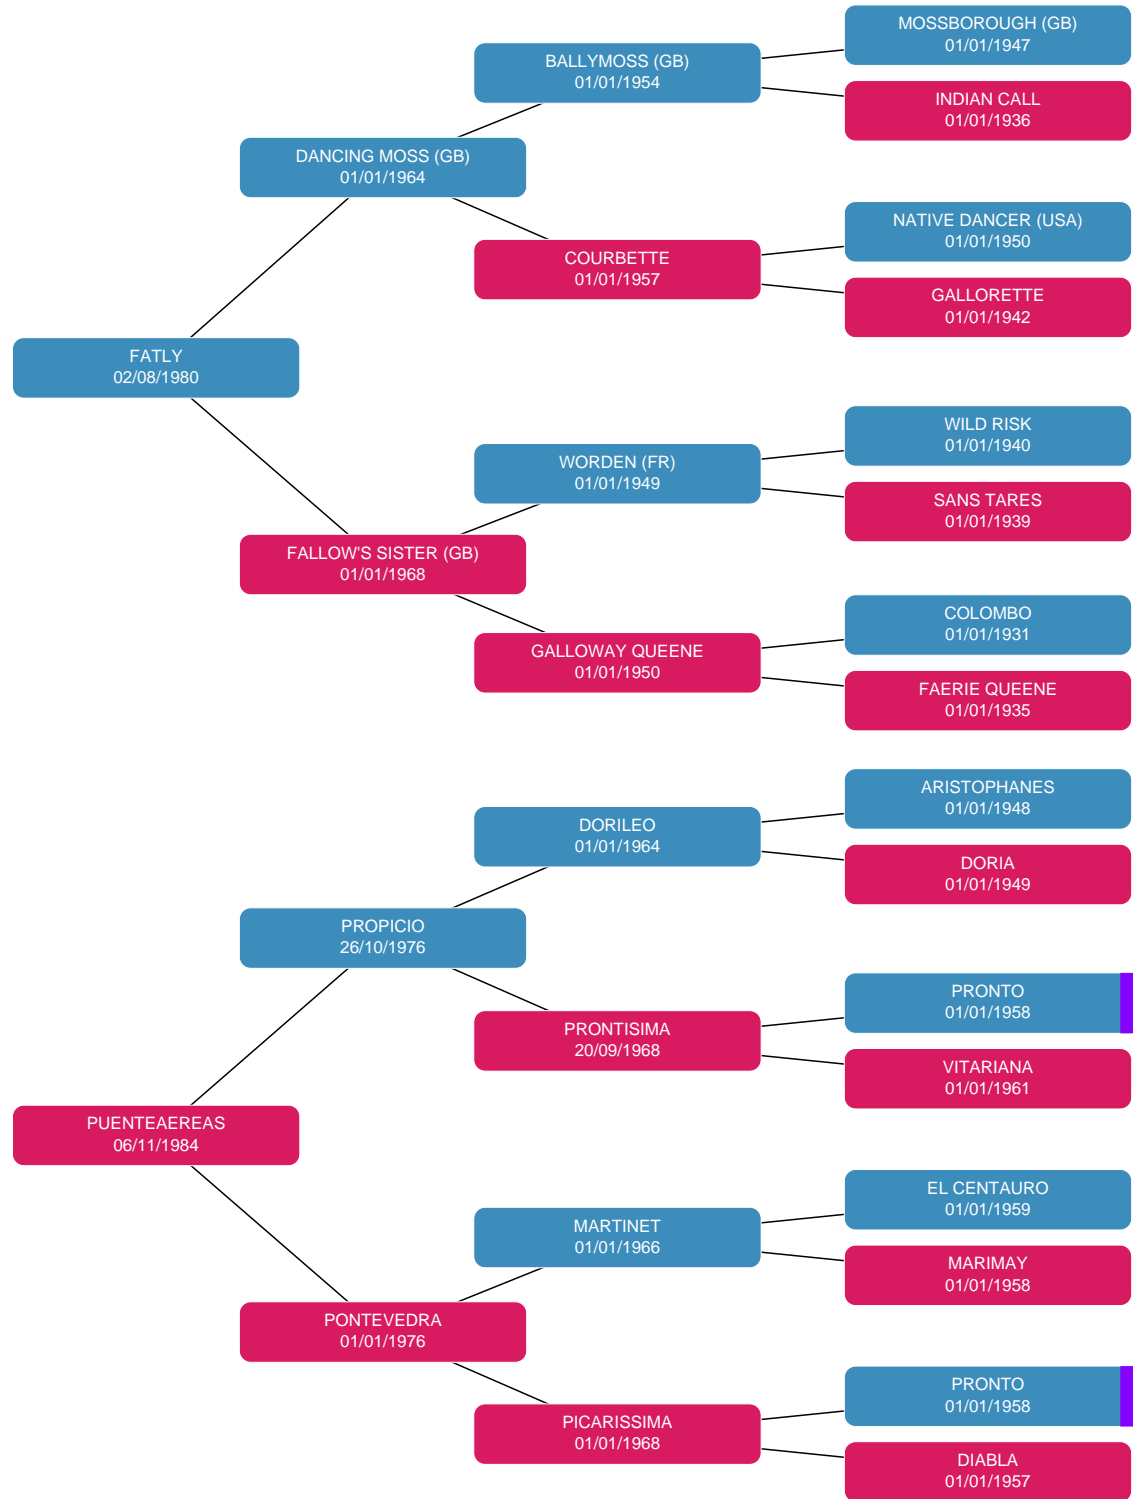 MOSSBOROUGH (GB)
01/01/1947
BALLYMOSS (GB)
01/01/1954
INDIAN CALL
01/01/1936
DANCING MOSS (GB)
01/01/1964
NATIVE DANCER (USA)
01/01/1950
COURBETTE
01/01/1957
GALLORETTE
01/01/1942
FATLY
02/08/1980
WILD RISK
01/01/1940
WORDEN (FR)
01/01/1949
SANS TARES
01/01/1939
FALLOW'S SISTER (GB)
01/01/1968
COLOMBO
01/01/1931
GALLOWAY QUEENE
01/01/1950
FAERIE QUEENE
01/01/1935
ARISTOPHANES
01/01/1948
DORILEO
01/01/1964
DORIA
01/01/1949
PROPICIO
26/10/1976
PRONTO
01/01/1958
PRONTISIMA
20/09/1968
VITARIANA
01/01/1961
PUENTEAEREAS
06/11/1984
EL CENTAURO
01/01/1959
MARTINET
01/01/1966
MARIMAY
01/01/1958
PONTEVEDRA
01/01/1976
PRONTO
01/01/1958
PICARISSIMA
01/01/1968
DIABLA
01/01/1957